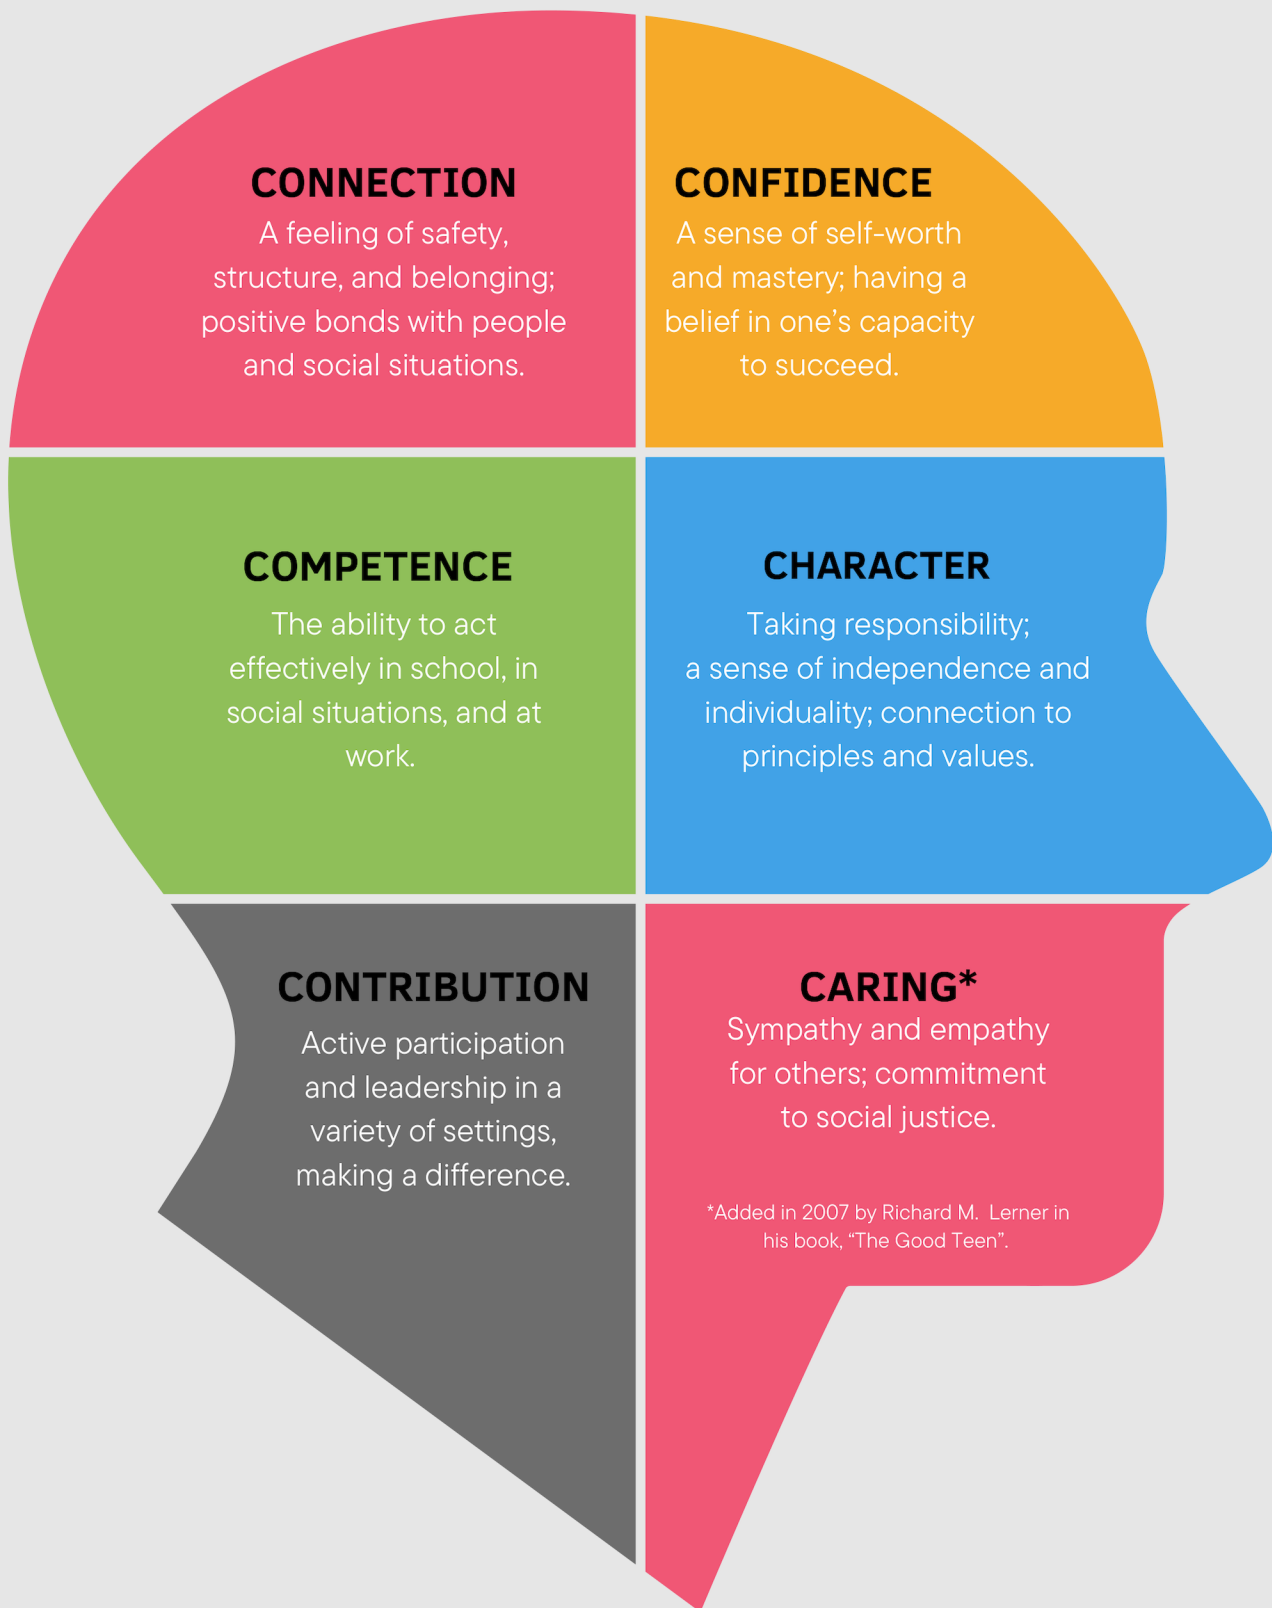 CONNECTION
A feeling of safety,
structure, and belonging;
positive bonds with people
and social situations.
CONFIDENCE
A sense of self-worth
and mastery; having a
belief in one’s capacity
to succeed.
COMPETENCE
The ability to act
effectively in school, in
social situations, and at
work.
CHARACTER
Taking responsibility;
a sense of independence and
individuality; connection to
principles and values.
CONTRIBUTION
Active participation
and leadership in a
variety of settings,
making a difference.
CARING*
Sympathy and empathy
for others; commitment
to social justice.
*Added in 2007 by Richard M. Lerner in
his book, “The Good Teen”.